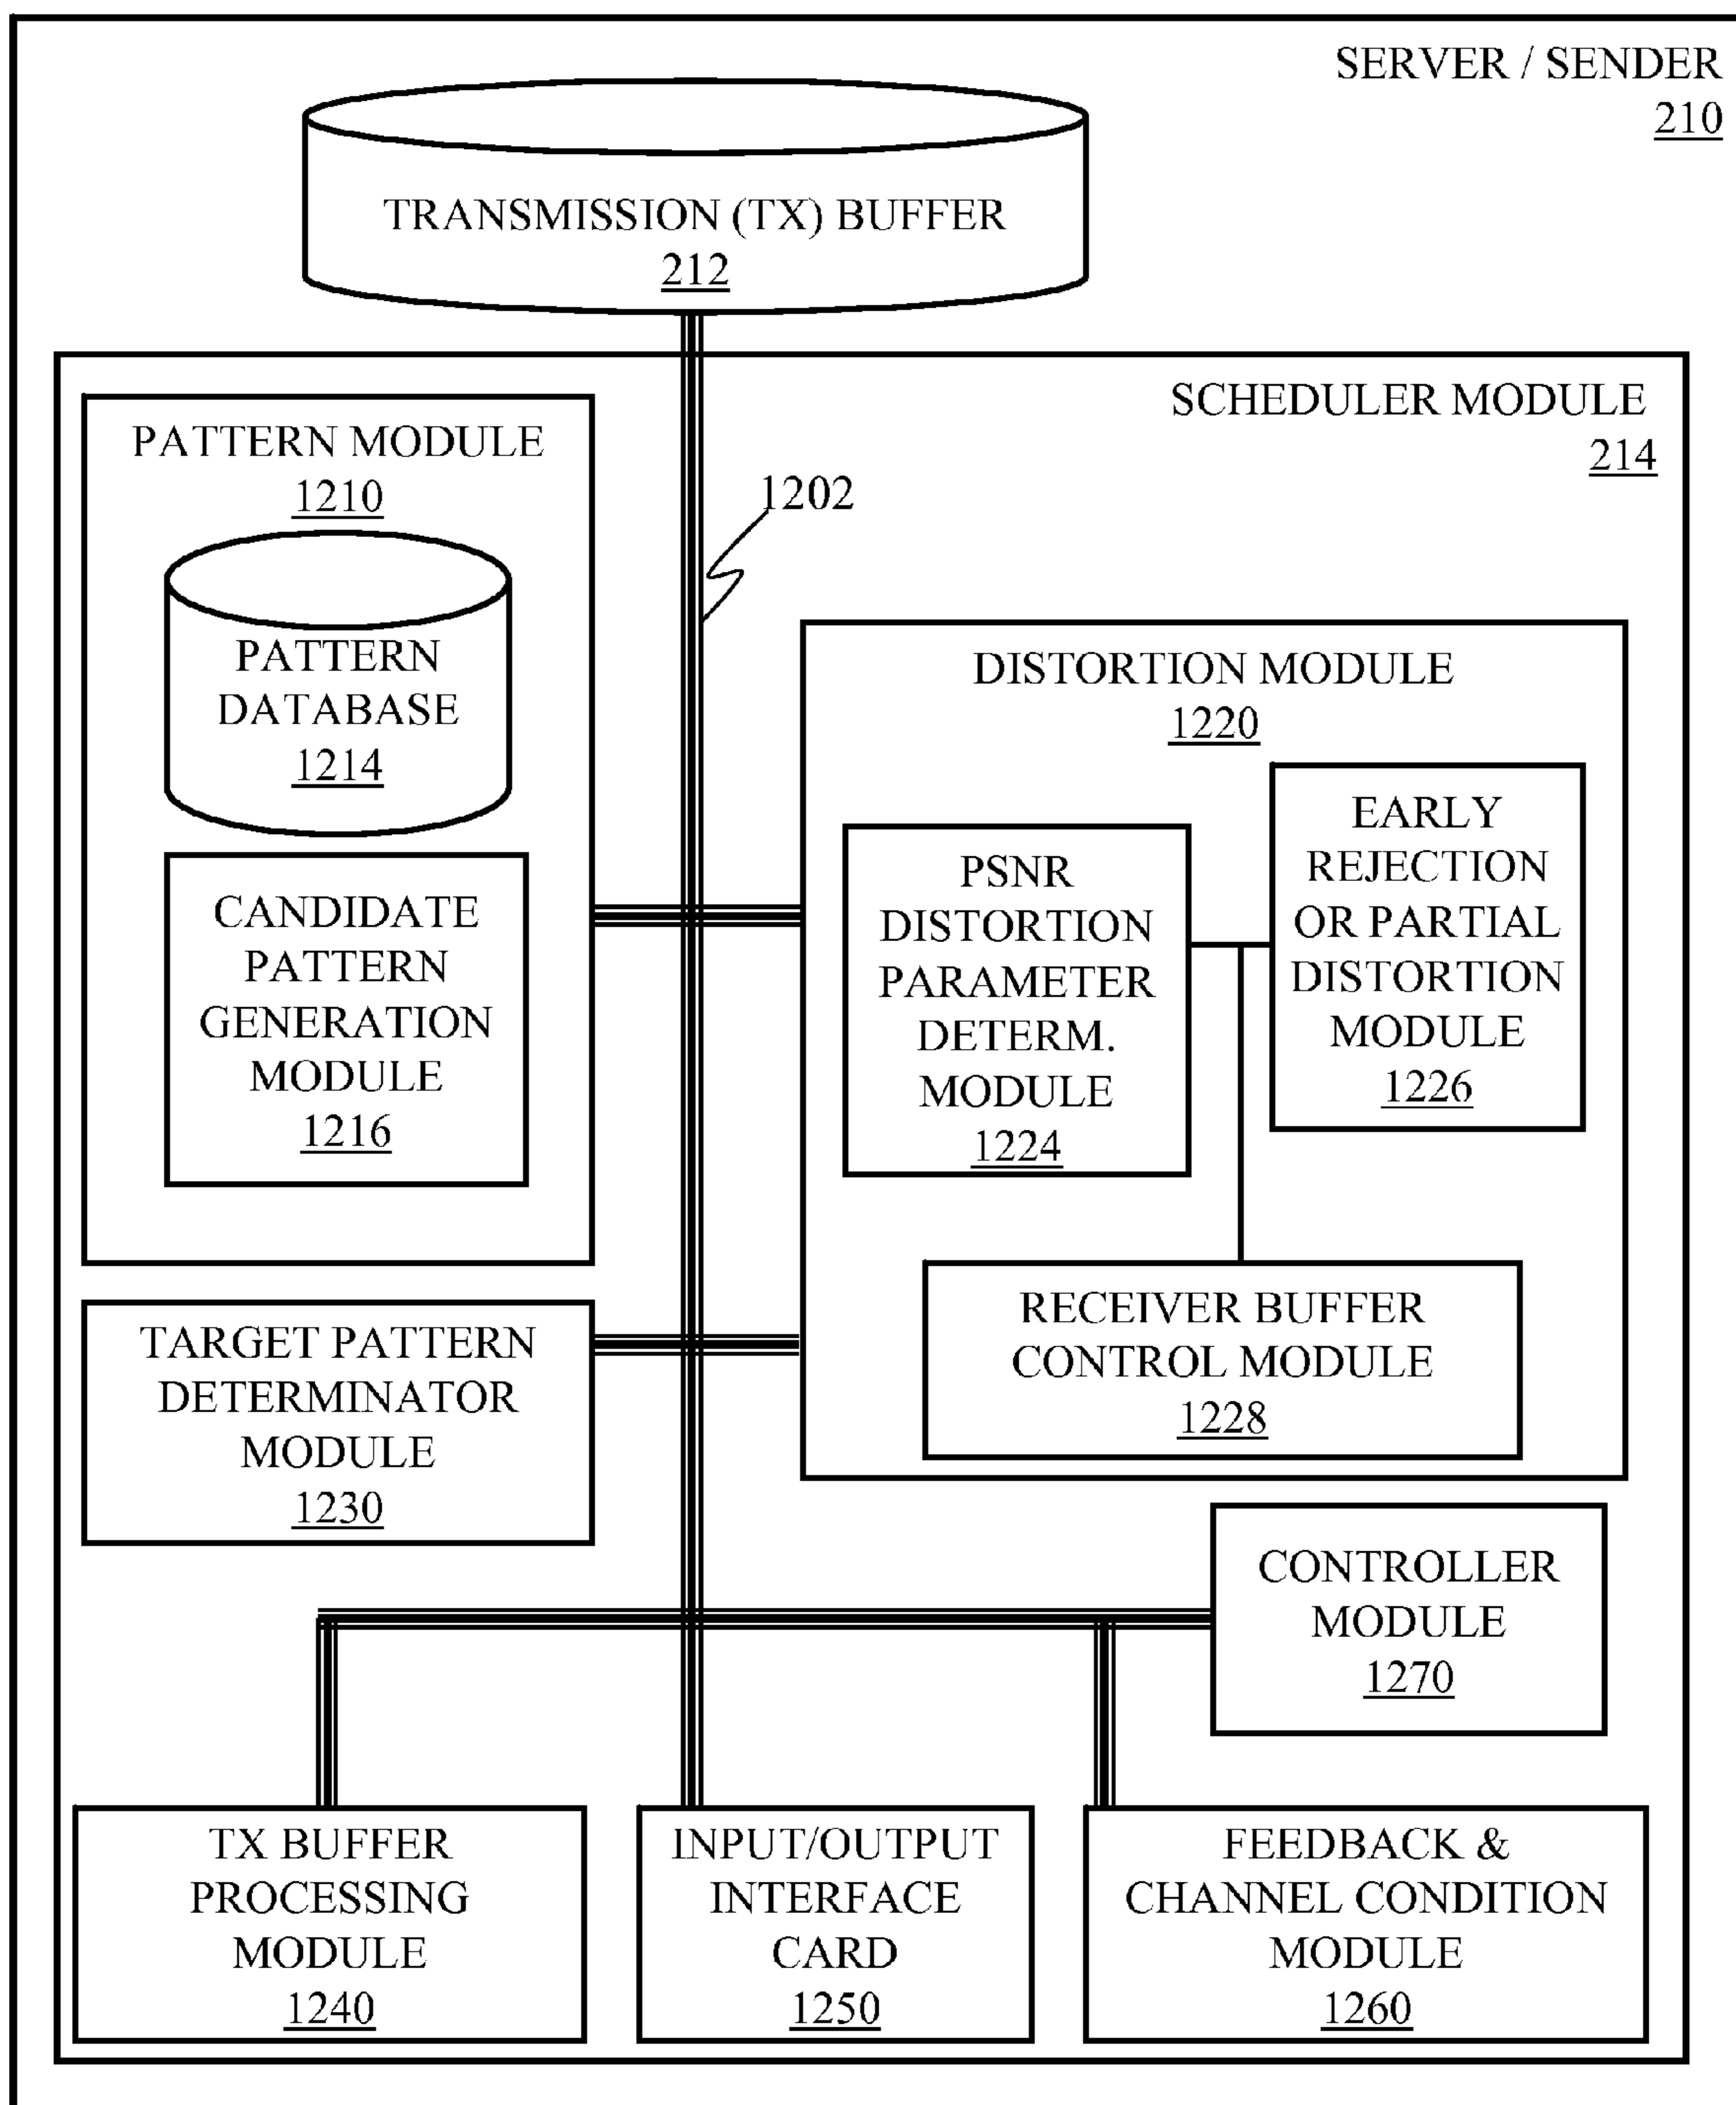 SERVER / SENDER
210
TRANSMISSION (TX) BUFFER
212
SCHEDULER MODULE
214
PATTERN MODULE
1210
1202
PATTERN
DATABASE
1214
CANDIDATE
PATTERN
GENERATION
MODULE
1216
DISTORTION MODULE
1220
PSNR
DISTORTION
PARAMETER
DETERM.
MODULE
1224
EARLY
REJECTION
OR PARTIAL
DISTORTION
MODULE
1226
RECEIVER BUFFER
CONTROL MODULE
1228
TARGET PATTERN
DETERMINATOR
MODULE
1230
CONTROLLER
MODULE
1270
TX BUFFER
PROCESSING
MODULE
1240
INPUT/OUTPUT
INTERFACE
CARD
1250
FEEDBACK &
CHANNEL CONDITION
MODULE
1260